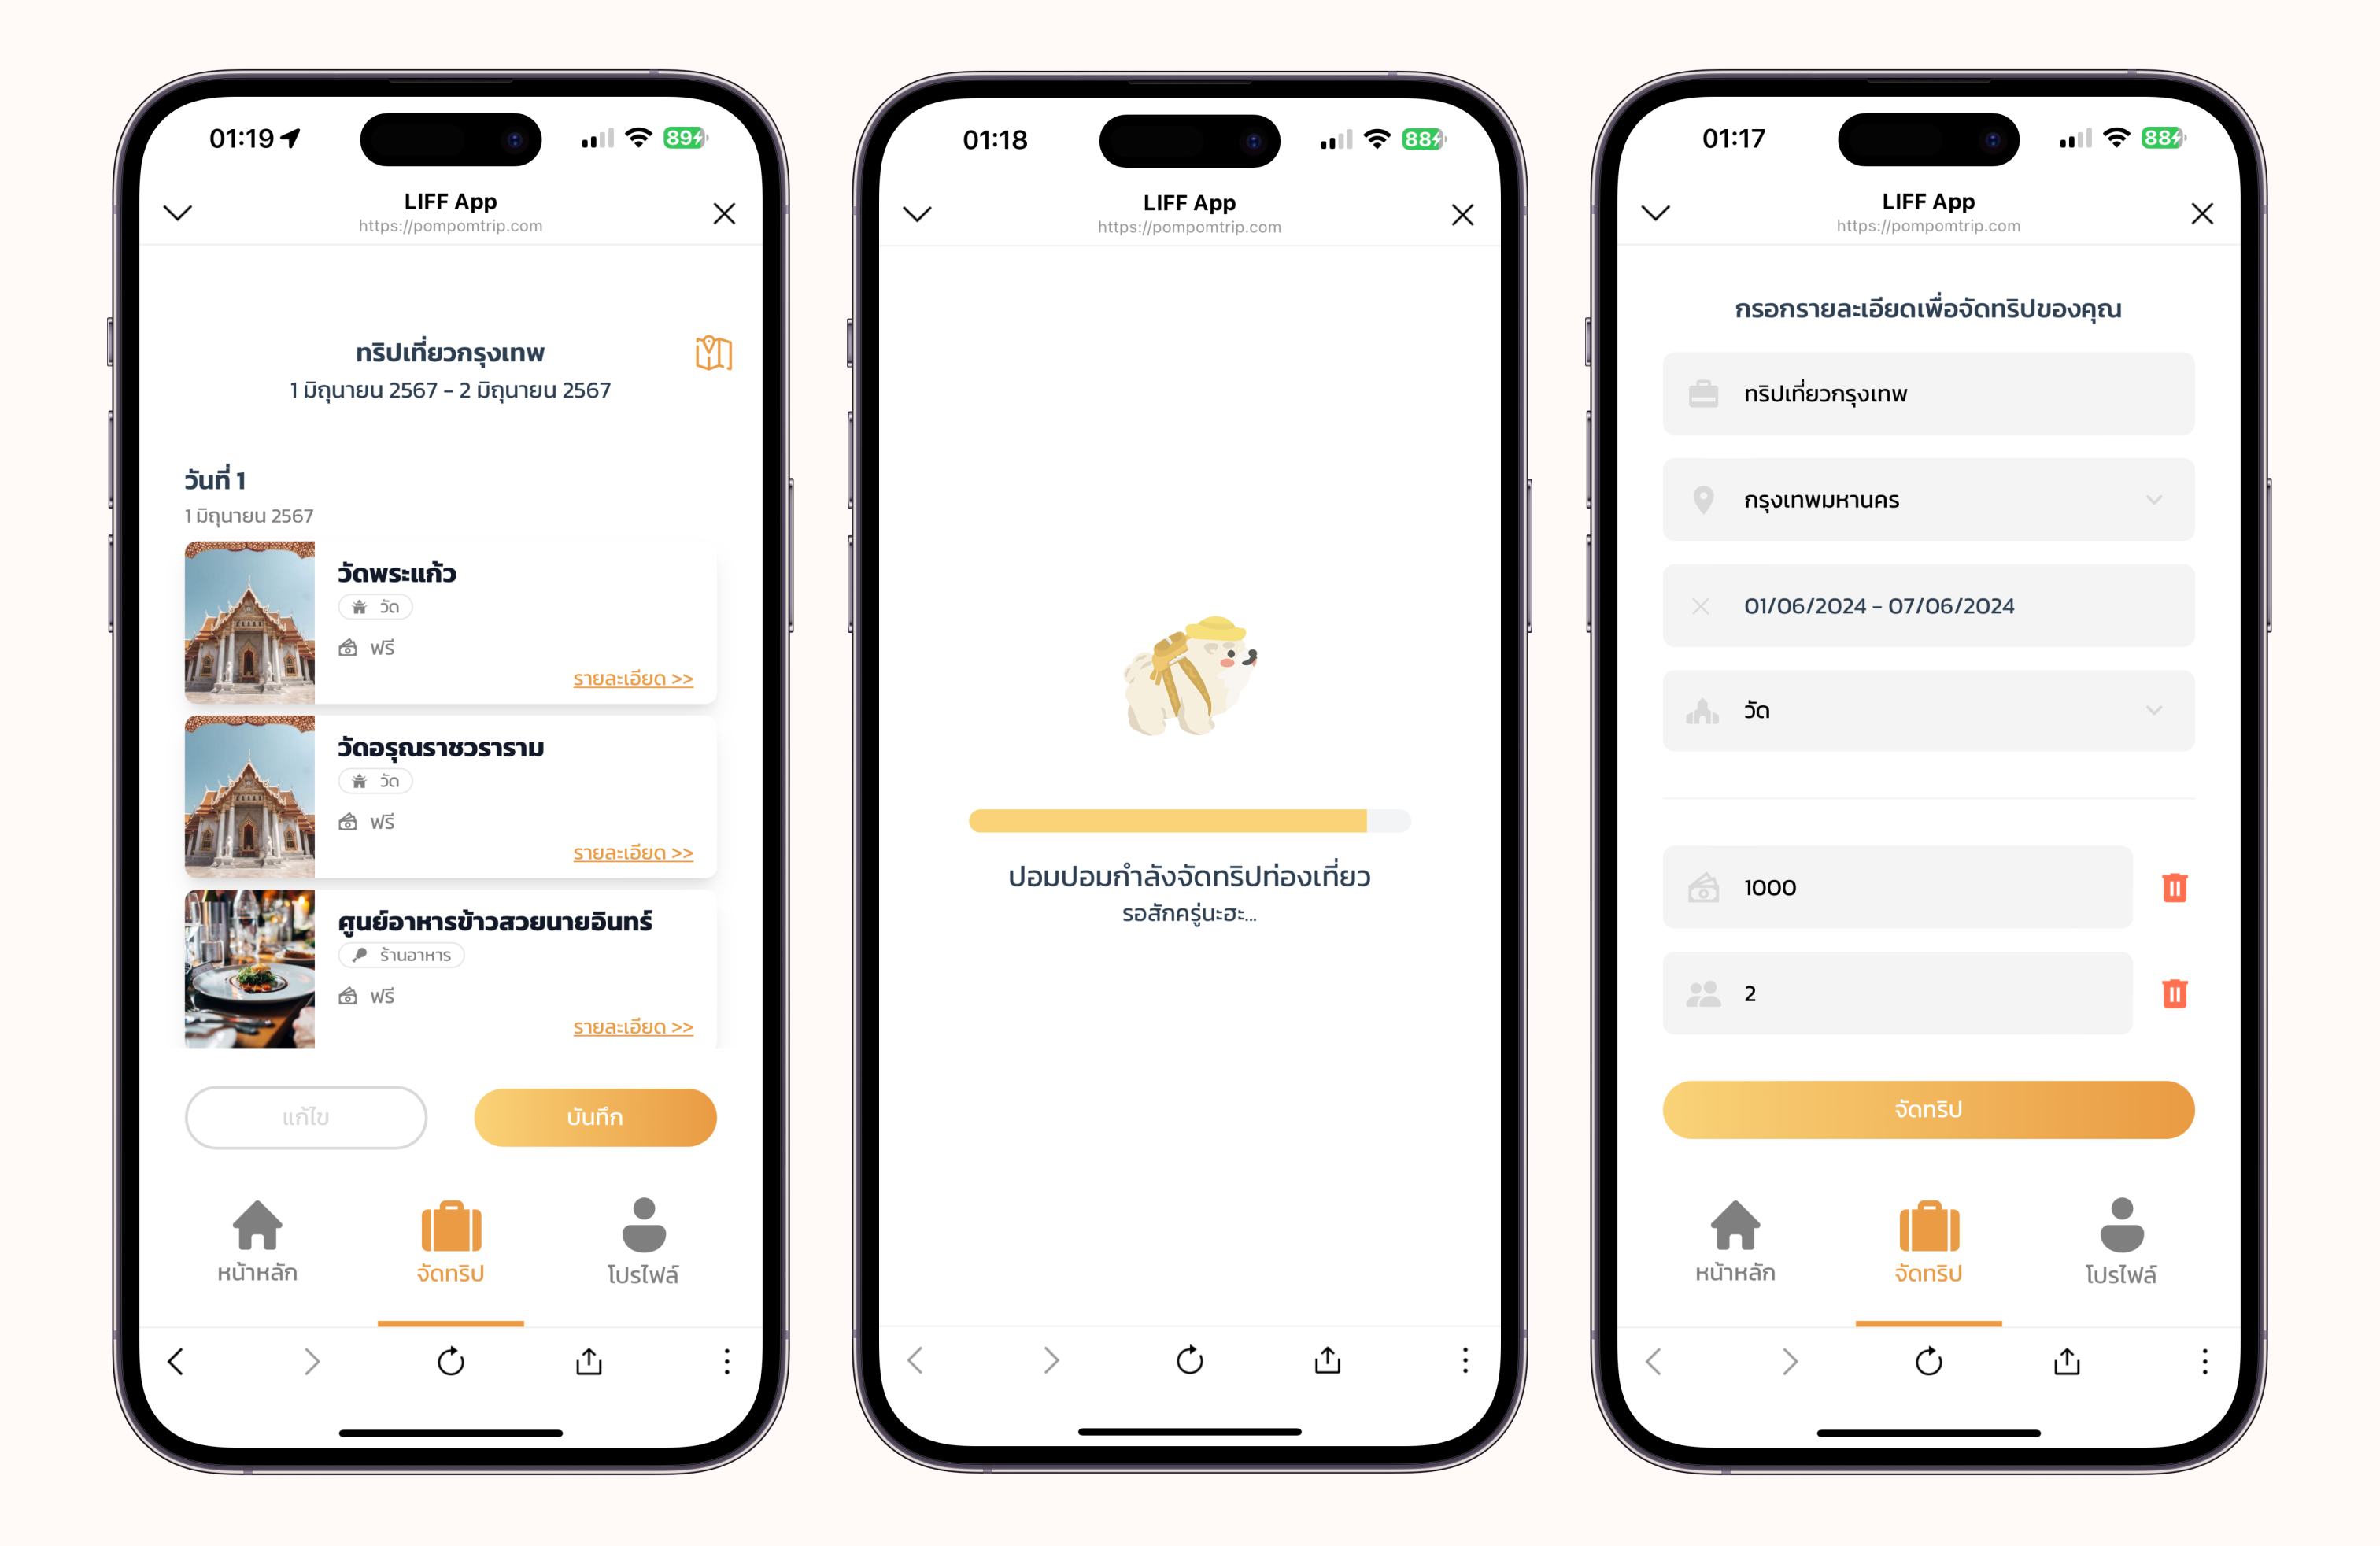 01:19
89
LIFF App
https://pompomtrip.com
ทริปเที่ยวกรุงเทพ
1 มิถุนายน 2567 – 2 มิถุนายน 2567
วันที่ 1
1 มิถุนายน 2567
วัดพระแก้ว
วัด
ฟรี
รายละเอียด >>
วัดอรุณราชวราราม
วัด
ฟรี
รายละเอียด >>
ศูนย์อาหารข้าวสวยนายอินทร์
ร้านอาหาร
ฟรี
รายละเอียด >>
แก้ไข
บันทึก
หน้าหลัก
จัดทริป
โปรไฟล์
01:18
88
LIFF App
https://pompomtrip.com
ปอมปอมกำลังจัดทริปท่องเที่ยว
รอสักครู่นะฮะ...
01:17
88
LIFF App
https://pompomtrip.com
กรอกรายละเอียดเพื่อจัดทริปของคุณ
ทริปเที่ยวกรุงเทพ
กรุงเทพมหานคร
01/06/2024 – 07/06/2024
วัด
1000
2
จัดทริป
หน้าหลัก
จัดทริป
โปรไฟล์